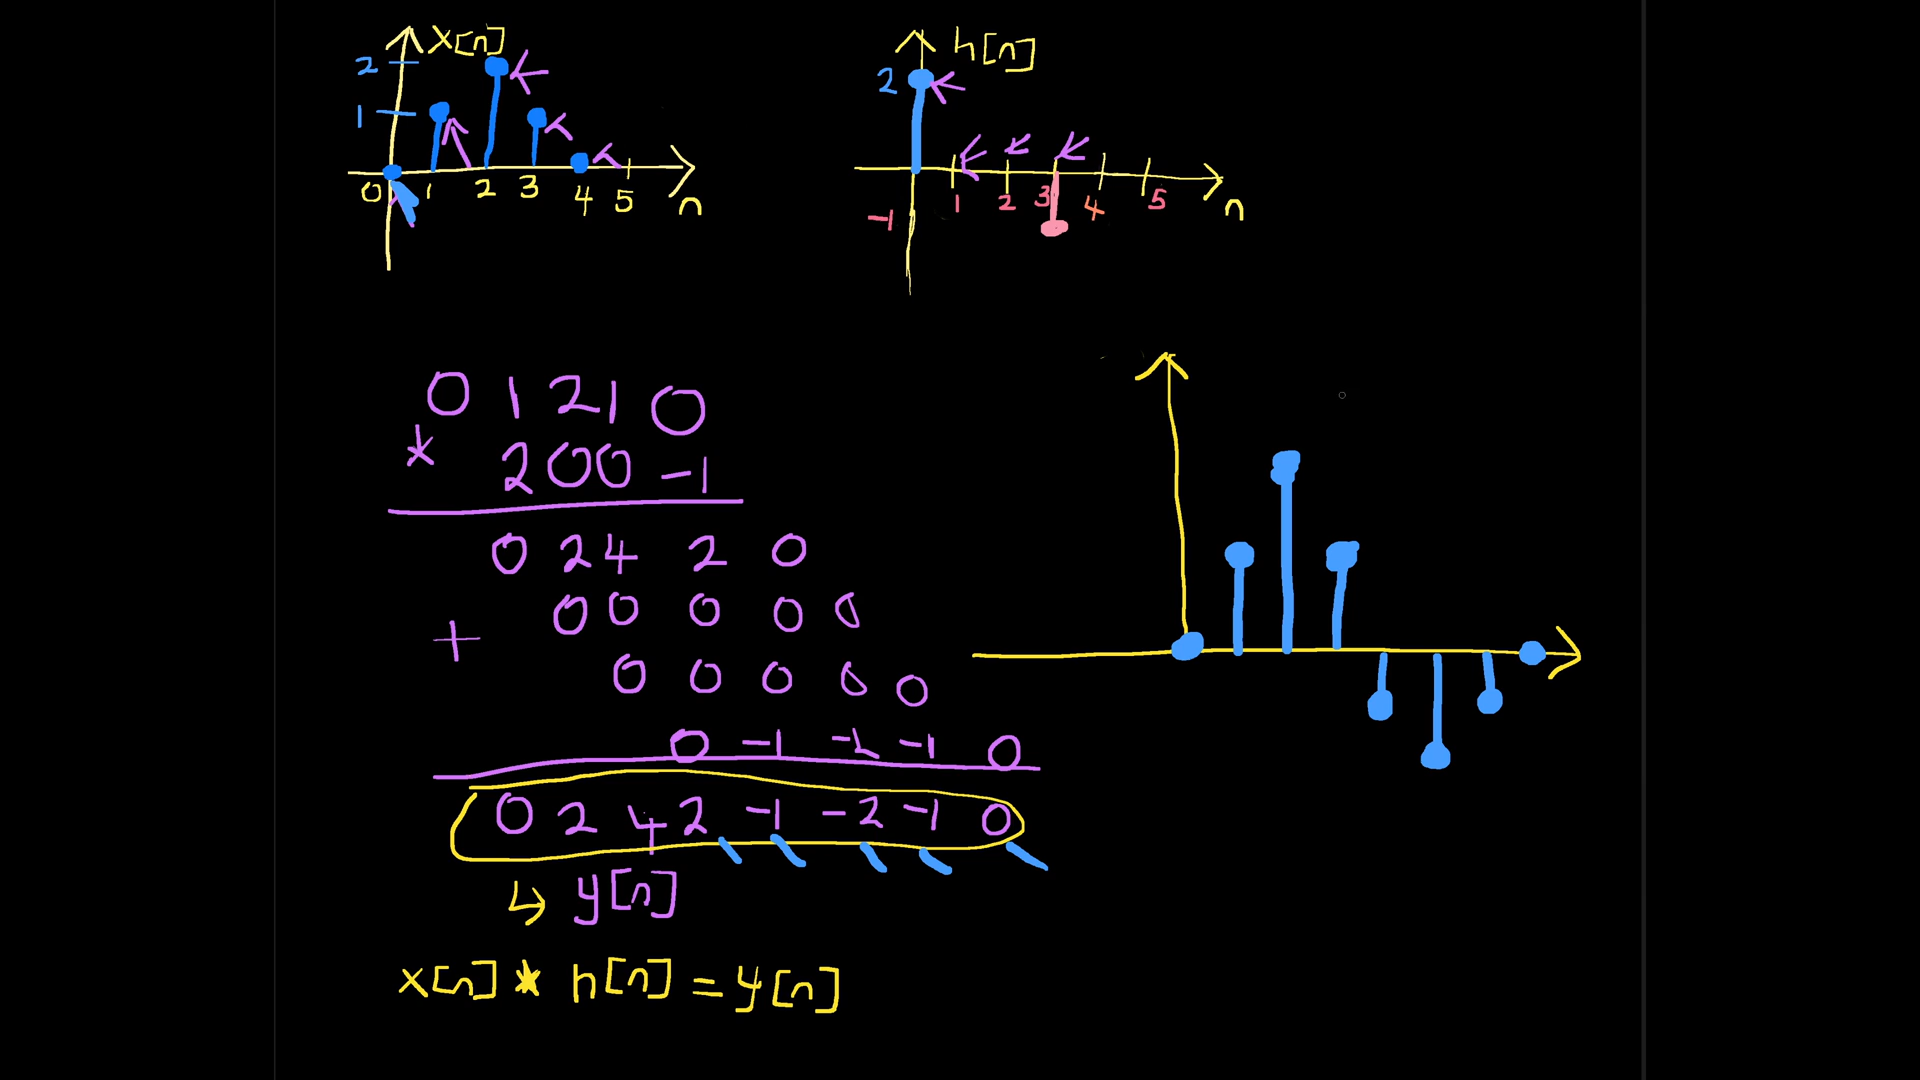 x[n]
2
1
0 1 2 3 4 5 n
h[n]
2
-1 1 2 3 4 5 n
0 1 2 1 0
* 2 0 0 -1
0 2 4 2 0
0 0 0 0 0
+
0 0 0 0 0
0 -1 -2 -1 0
0 2 4 2 -1 -2 -1 0
↳ y[n]
x[n] * h[n] = y[n]